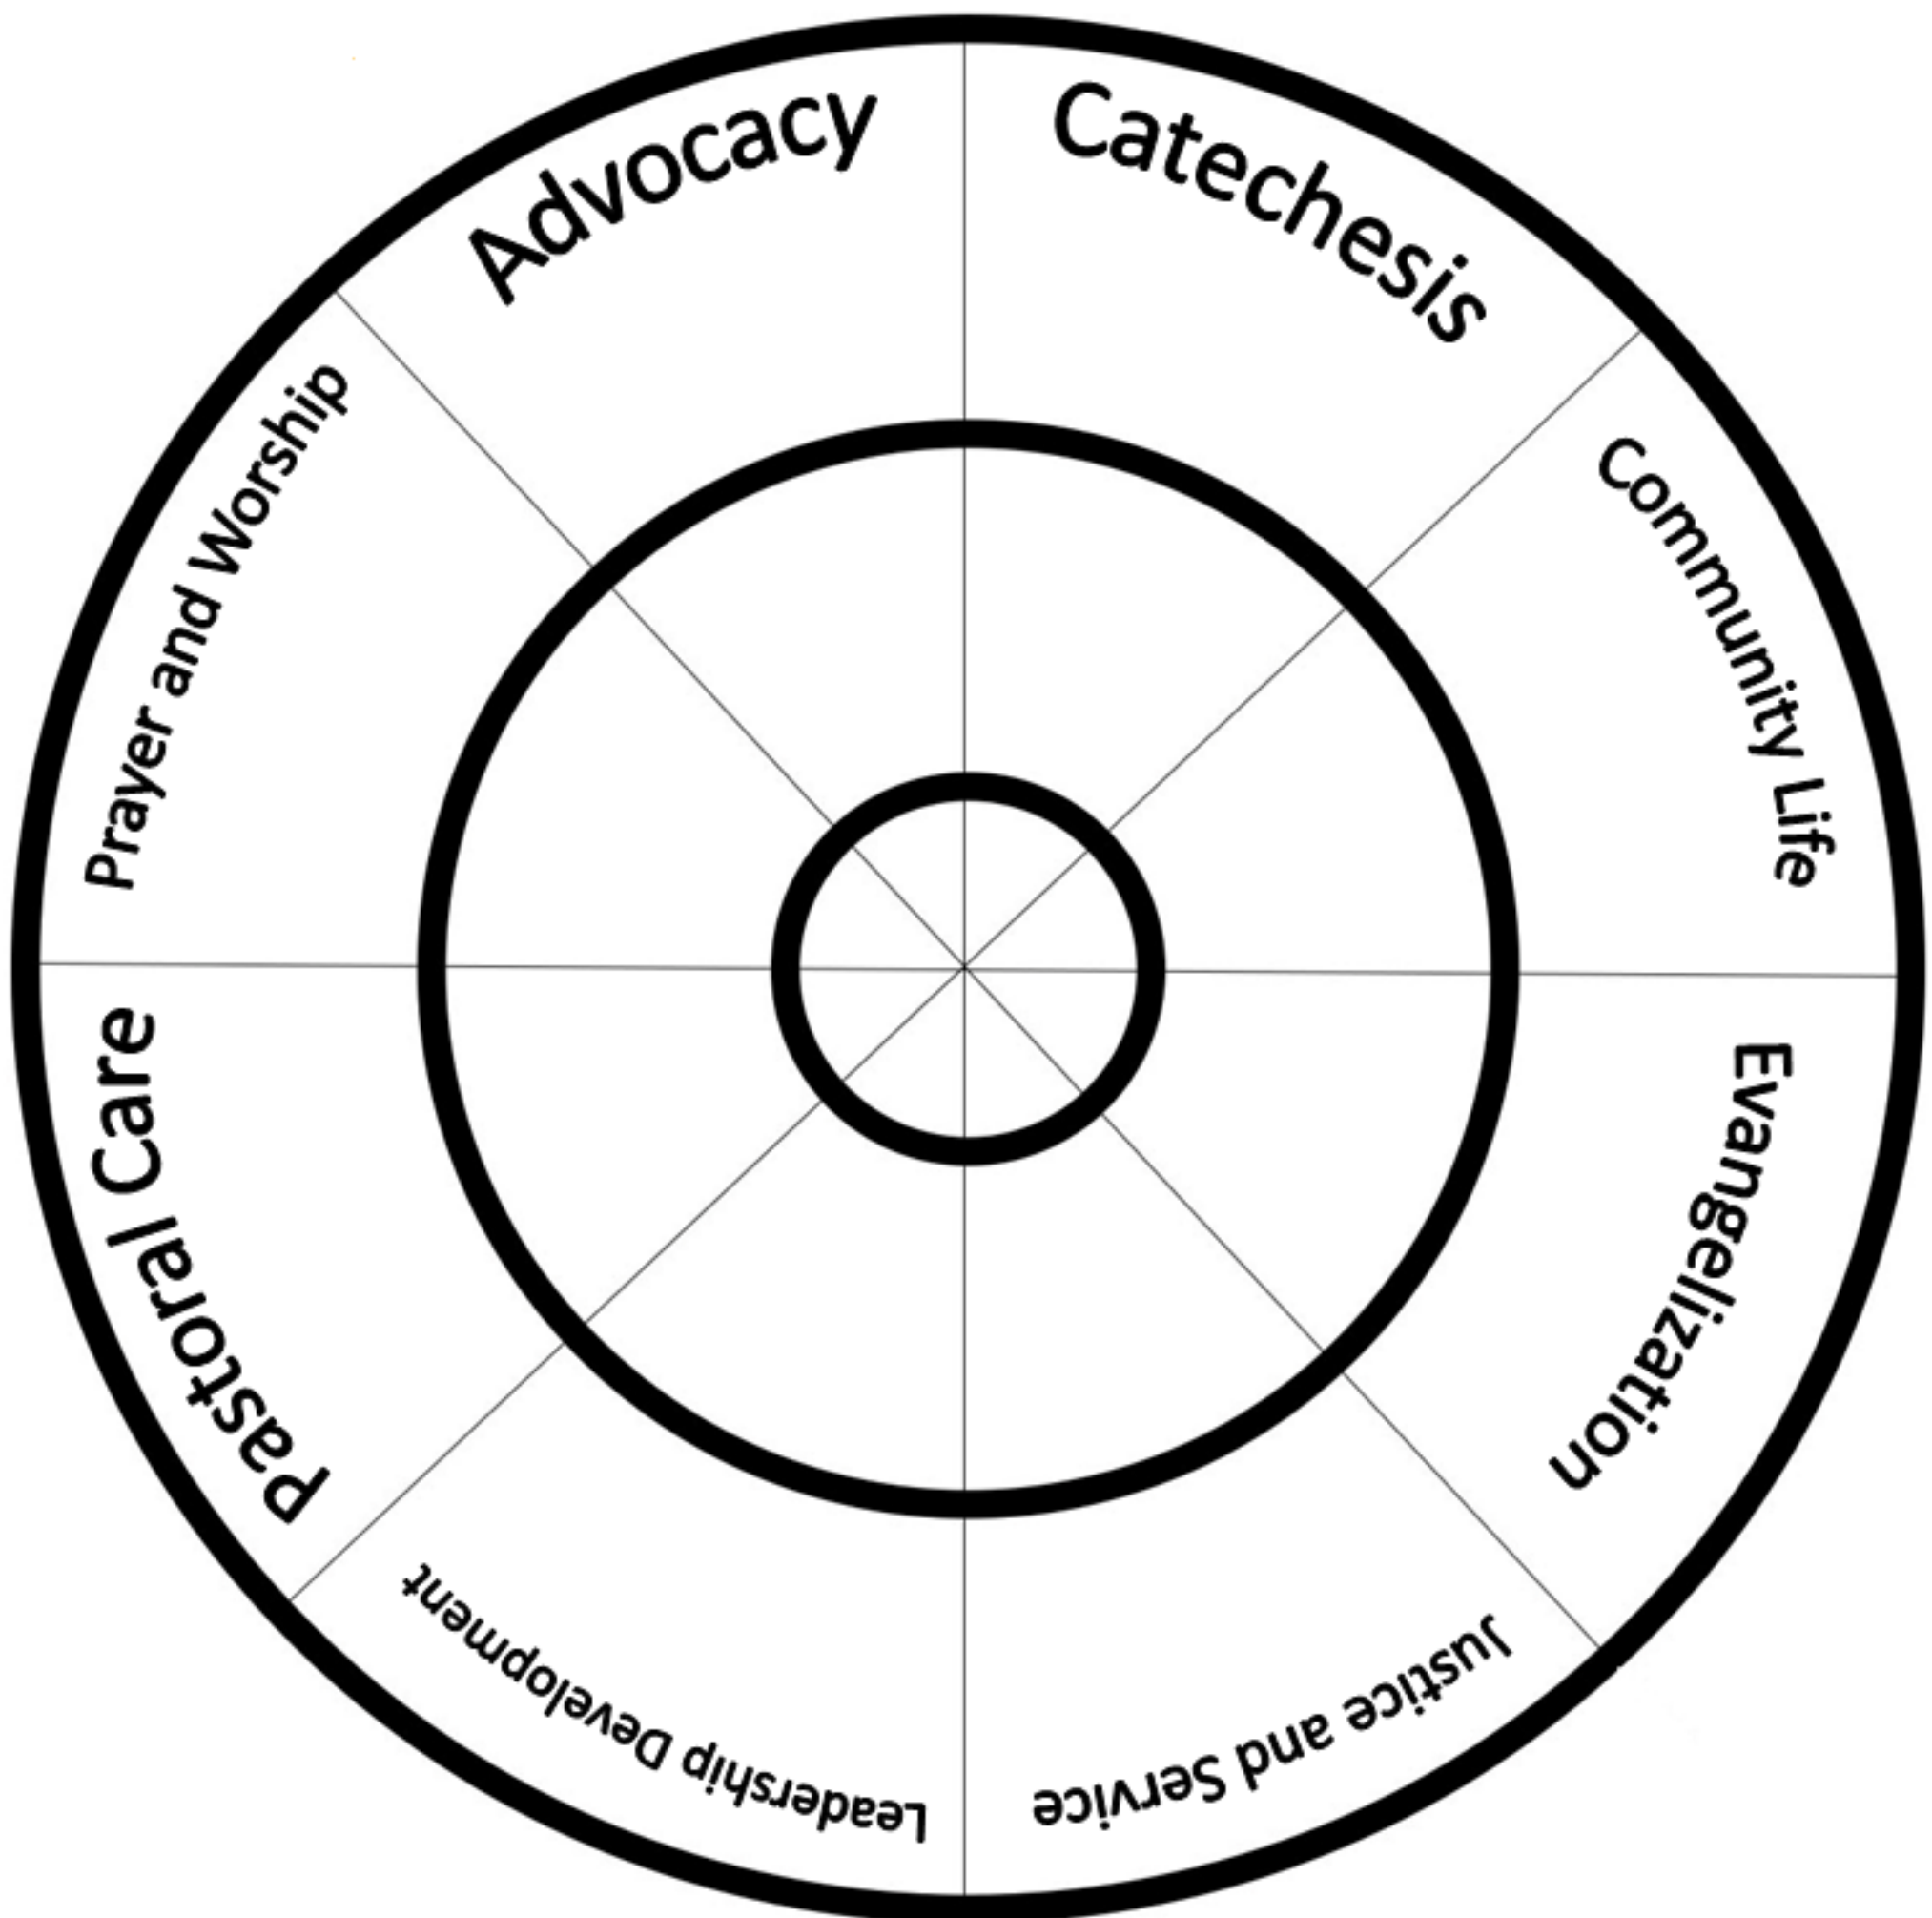 Advocacy
Catechesis
Community Life
Evangelization
Justice and Service
Leadership Development
Pastoral Care
Prayer and Worship